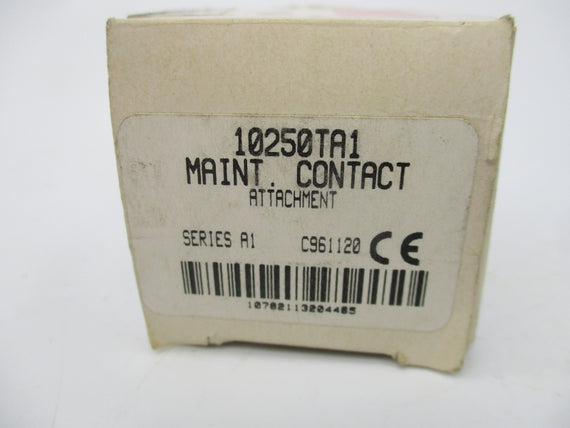 10250TA1
MAINT. CONTACT
ATTACHMENT
SERIES A1 C961120 CE
10782113204485